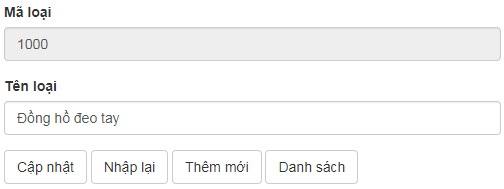 Mã loại
1000
Tên loại
Đồng hồ đeo tay
Cập nhật Nhập lại Thêm mới Danh sách